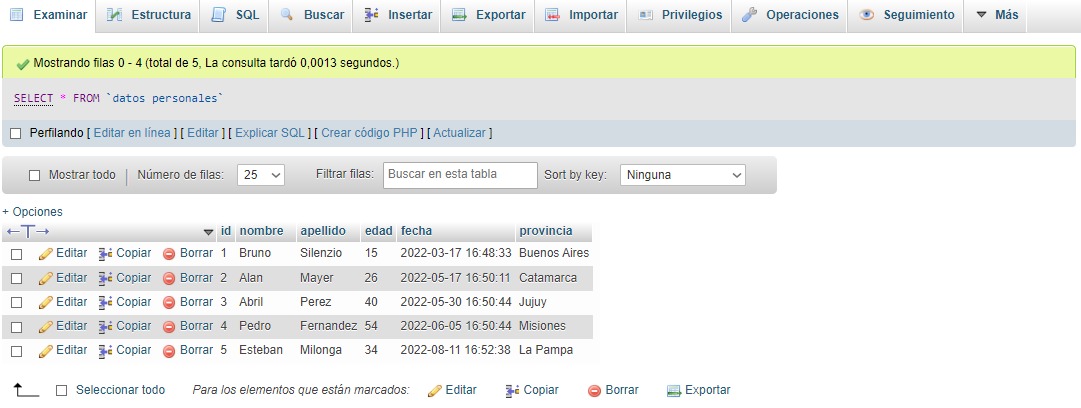 Examinar Estructura SQL Buscar Insertar Exportar Importar Privilegios Operaciones Seguimiento Más
Mostrando filas 0 - 4 (total de 5, La consulta tardó 0,0013 segundos.)
SELECT * FROM `datos personales`
Perfilando [ Editar en línea ] [ Editar ] [ Explicar SQL ] [ Crear código PHP ] [ Actualizar ]
Mostrar todo | Número de filas: 25 Filtrar filas: Buscar en esta tabla Sort by key: Ninguna
+ Opciones
←T→ id nombre apellido edad fecha provincia
Editar Copiar Borrar 1 Bruno Silenzio 15 2022-03-17 16:48:33 Buenos Aires
Editar Copiar Borrar 2 Alan Mayer 26 2022-05-17 16:50:11 Catamarca
Editar Copiar Borrar 3 Abril Perez 40 2022-05-30 16:50:44 Jujuy
Editar Copiar Borrar 4 Pedro Fernandez 54 2022-06-05 16:50:44 Misiones
Editar Copiar Borrar 5 Esteban Milonga 34 2022-08-11 16:52:38 La Pampa
Seleccionar todo Para los elementos que están marcados: Editar Copiar Borrar Exportar